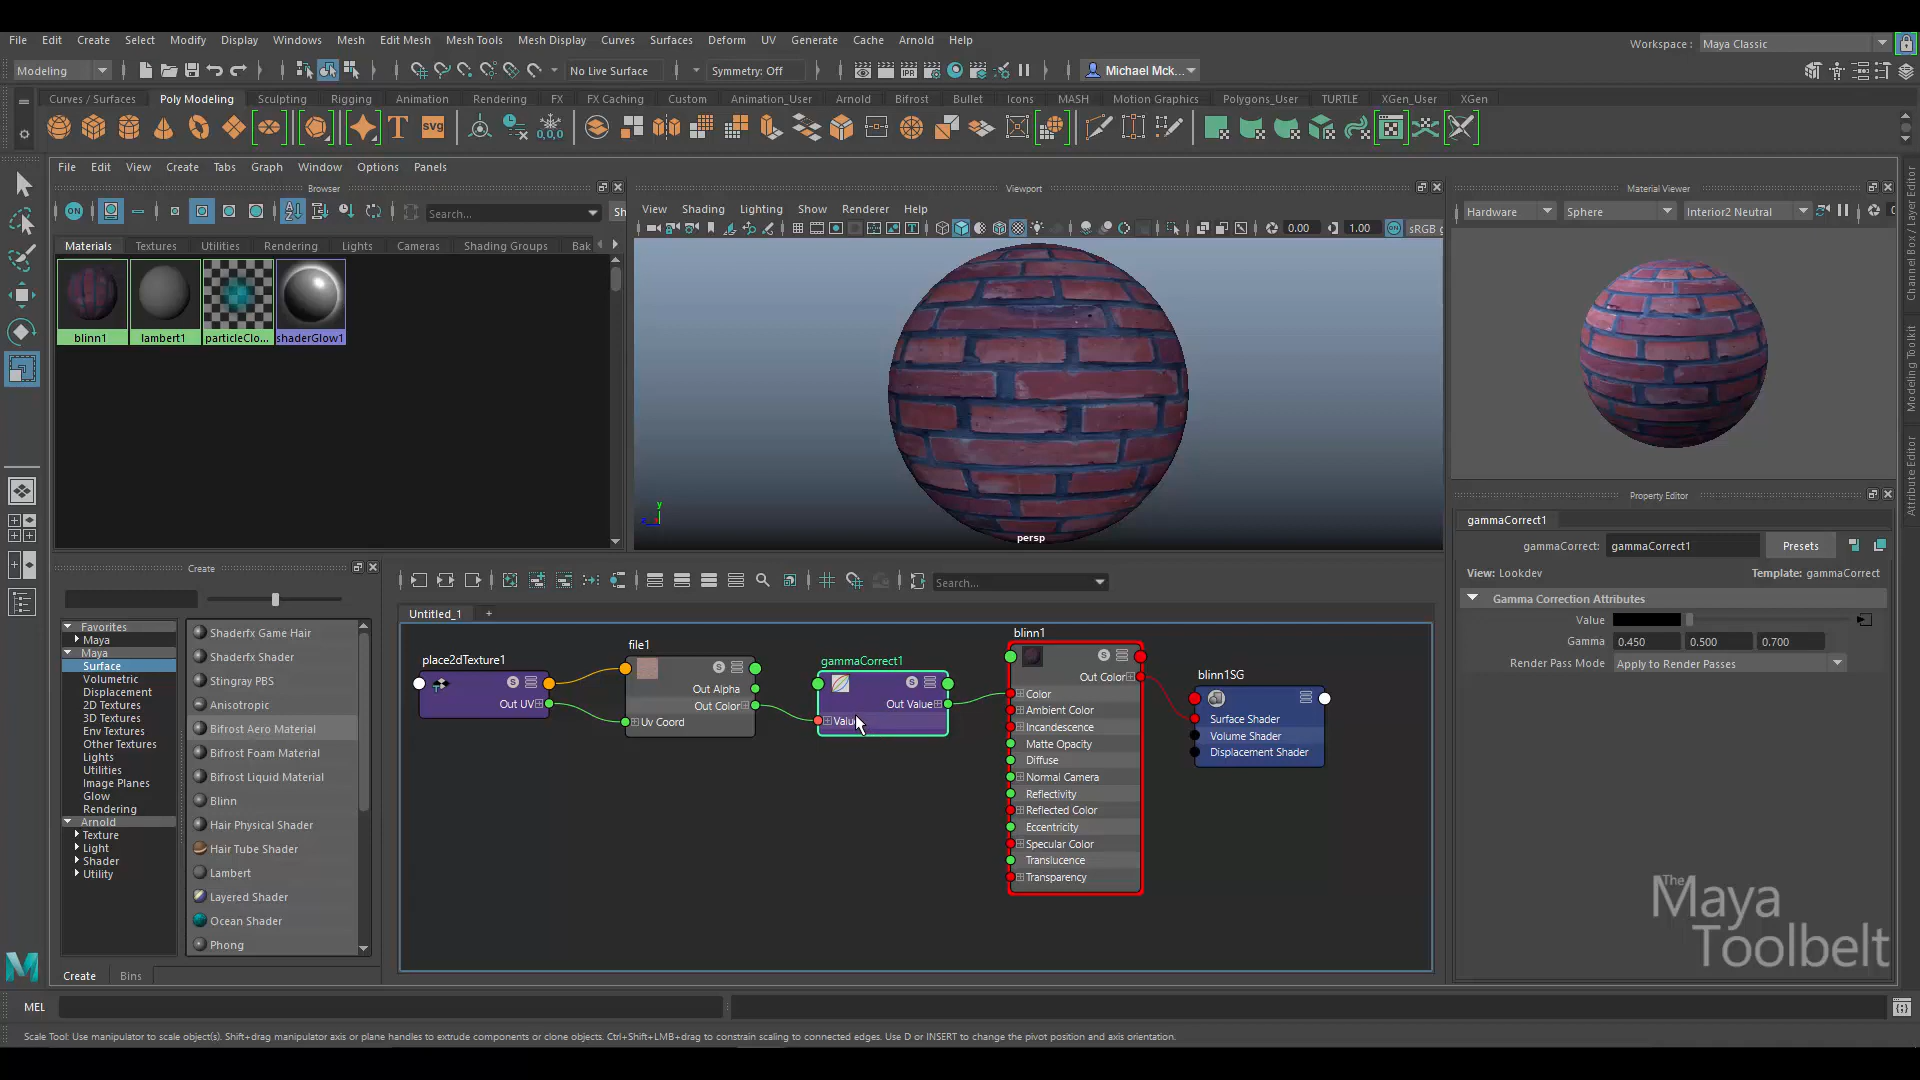 File Edit Create Select Modify Display Windows Mesh Edit Mesh Mesh Tools Mesh Display Curves Surfaces Deform UV Generate Cache Arnold Help
Workspace : Maya Classic
Modeling No Live Surface Symmetry: Off Michael Mck...
Curves / Surfaces Poly Modeling Sculpting Rigging Animation Rendering FX FX Caching Custom Animation_User Arnold Bifrost Bullet Icons MASH Motion Graphics Polygons_User TURTLE XGen_User XGen
T svg 0,0,0
File Edit View Create Tabs Graph Window Options Panels
Browser
ON Search... Sh
Materials Textures Utilities Rendering Lights Cameras Shading Groups Bak
blinn1 lambert1 particleClo... shaderGlow1
Viewport
View Shading Lighting Show Renderer Help
0.00 1.00 ON sRGB g
y
persp
Material Viewer
Hardware Sphere Interior2 Neutral
Channel Box / Layer Editor
Modeling Toolkit
Attribute Editor
Property Editor
gammaCorrect1
gammaCorrect: gammaCorrect1 Presets
View: Lookdev Template: gammaCorrect
Gamma Correction Attributes
Value
Gamma 0.450 0.500 0.700
Render Pass Mode Apply to Render Passes
Create
Favorites
Maya
Maya
Surface
Volumetric
Displacement
2D Textures
3D Textures
Env Textures
Other Textures
Lights
Utilities
Image Planes
Glow
Rendering
Arnold
Texture
Light
Shader
Utility
Shaderfx Game Hair
Shaderfx Shader
Stingray PBS
Anisotropic
Bifrost Aero Material
Bifrost Foam Material
Bifrost Liquid Material
Blinn
Hair Physical Shader
Hair Tube Shader
Lambert
Layered Shader
Ocean Shader
Phong
Create Bins
Search...
Untitled_1 +
place2dTexture1
S
Out UV
file1
S
Out Alpha
Out Color
Uv Coord
gammaCorrect1
S
Out Value
Value
blinn1
S
Out Color
Color
Ambient Color
Incandescence
Matte Opacity
Diffuse
Normal Camera
Reflectivity
Reflected Color
Eccentricity
Specular Color
Translucence
Transparency
blinn1SG
Surface Shader
Volume Shader
Displacement Shader
The
Maya
Toolbelt
M
MEL
Scale Tool: Use manipulator to scale object(s). Shift+drag manipulator axis or plane handles to extrude components or clone objects. Ctrl+Shift+LMB+drag to constrain scaling to connected edges. Use D or INSERT to change the pivot position and axis orientation.